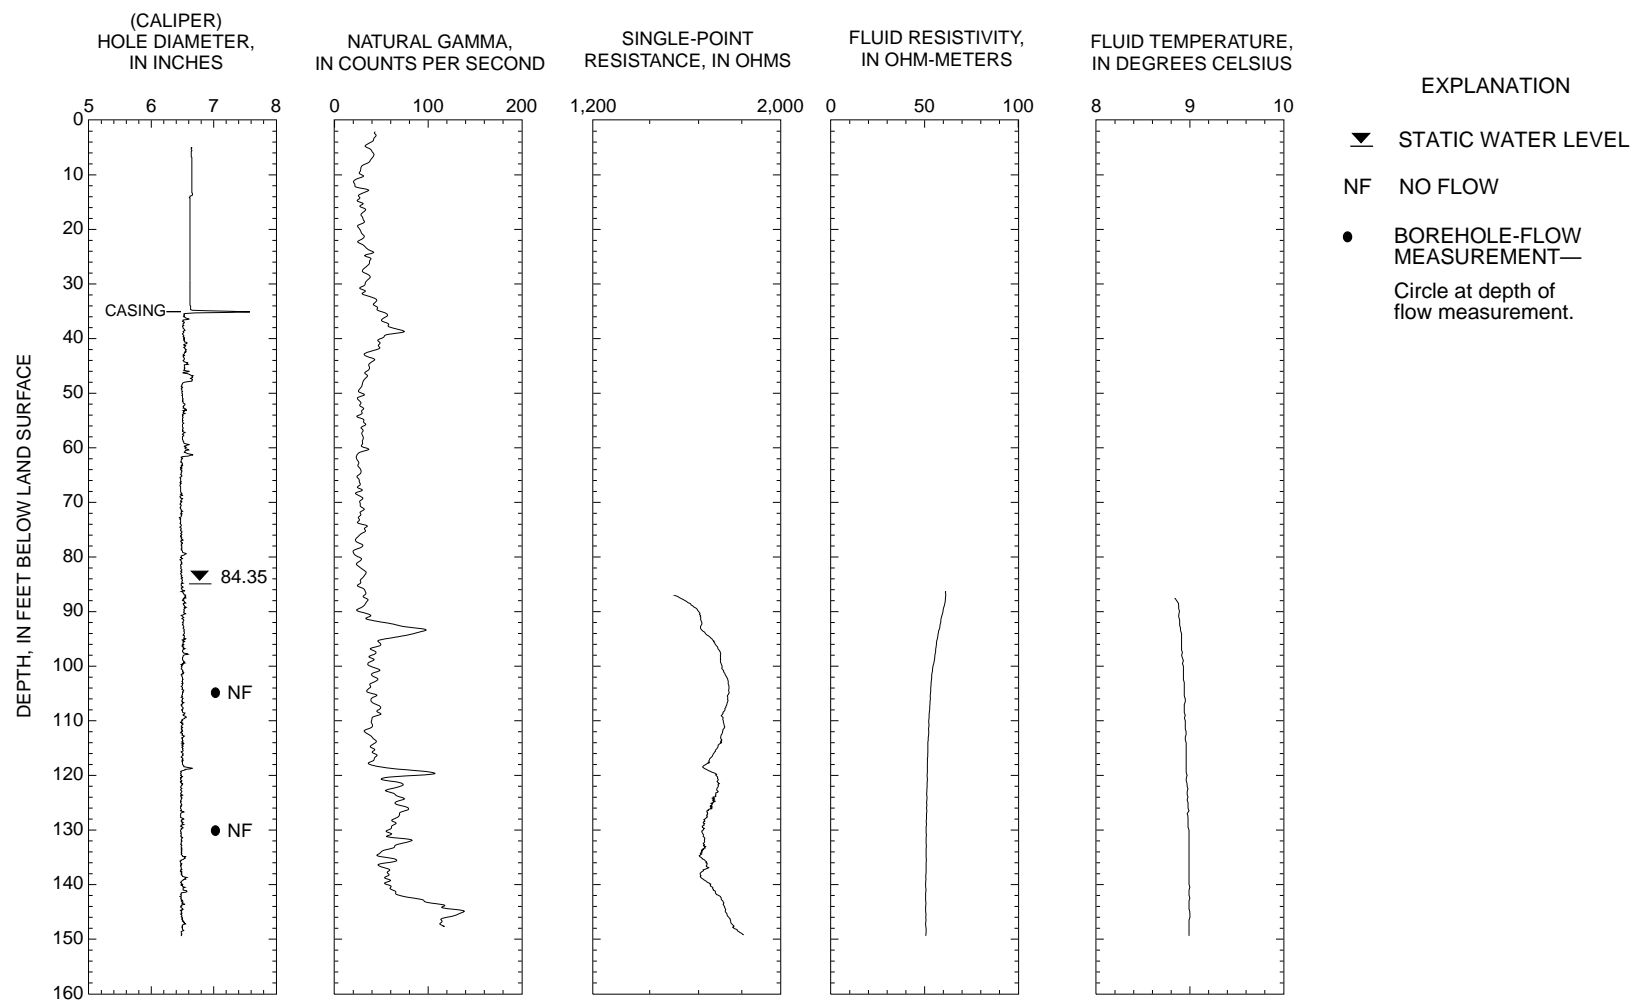 (CALIPER)
HOLE DIAMETER,
IN INCHES
NATURAL GAMMA,
IN COUNTS PER SECOND
SINGLE-POINT
RESISTANCE, IN OHMS
FLUID RESISTIVITY,
IN OHM-METERS
FLUID TEMPERATURE,
IN DEGREES CELSIUS
5 6 7 8
0 100 200
1,200 2,000
0 50 100
8 9 10
DEPTH, IN FEET BELOW LAND SURFACE
0
10
20
30
40
50
60
70
80
90
100
110
120
130
140
150
160
CASING
84.35
NF
NF
EXPLANATION
STATIC WATER LEVEL
NF NO FLOW
BOREHOLE-FLOW
MEASUREMENT—
Circle at depth of
flow measurement.